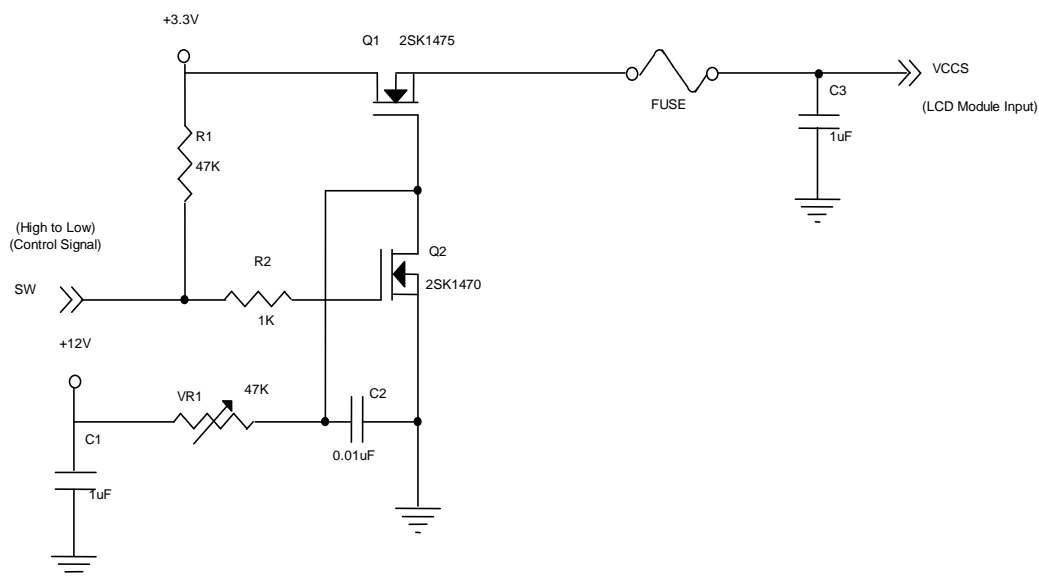 +3.3V
Q1 2SK1475
VCCS
FUSE
C3
(LCD Module Input)
1uF
R1
47K
(High to Low)
(Control Signal)
Q2
R2
SW
2SK1470
1K
+12V
VR1
47K
C2
C1
0.01uF
1uF